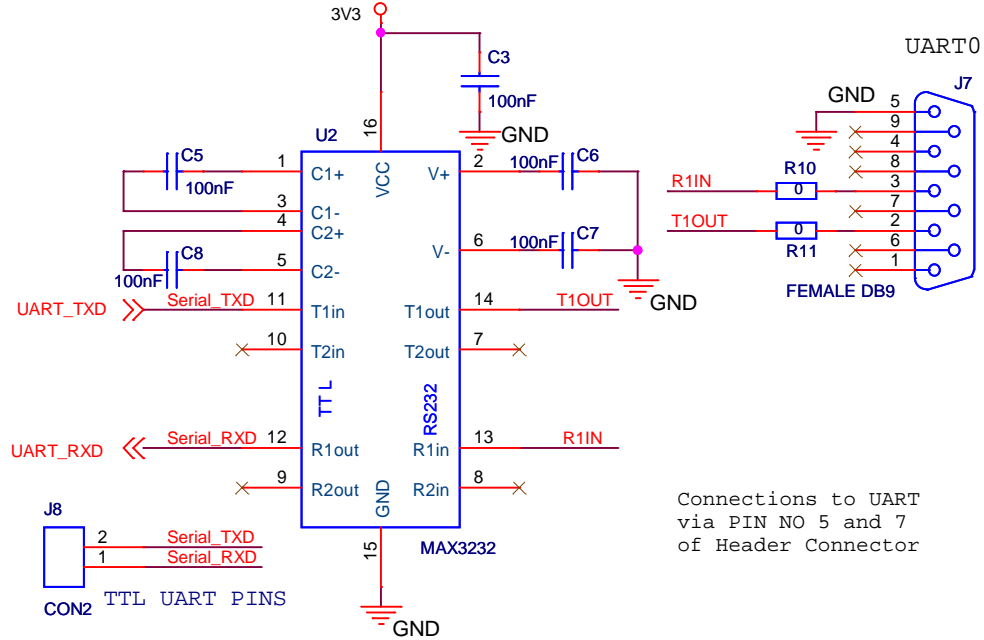 3V3
UART0
C3
100nF
GND
J7
GND
5
9
4
8
3
7
2
6
1
R1IN
R10
0
T1OUT
0
R11
FEMALE DB9
U2
16
VCC
C5
100nF
1
C1+
3
C1-
4
C2+
C8
100nF
5
C2-
2
V+
100nF
C6
6
V-
100nF
C7
GND
UART_TXD
Serial_TXD
11
T1in
T1out
14
T1OUT
10
T2in
T2out
7
TTL
RS232
UART_RXD
Serial_RXD
12
R1out
R1in
13
R1IN
9
R2out
R2in
8
GND
15
MAX3232
GND
J8
2
Serial_TXD
1
Serial_RXD
CON2
TTL UART PINS
Connections to UART
via PIN NO 5 and 7
of Header Connector